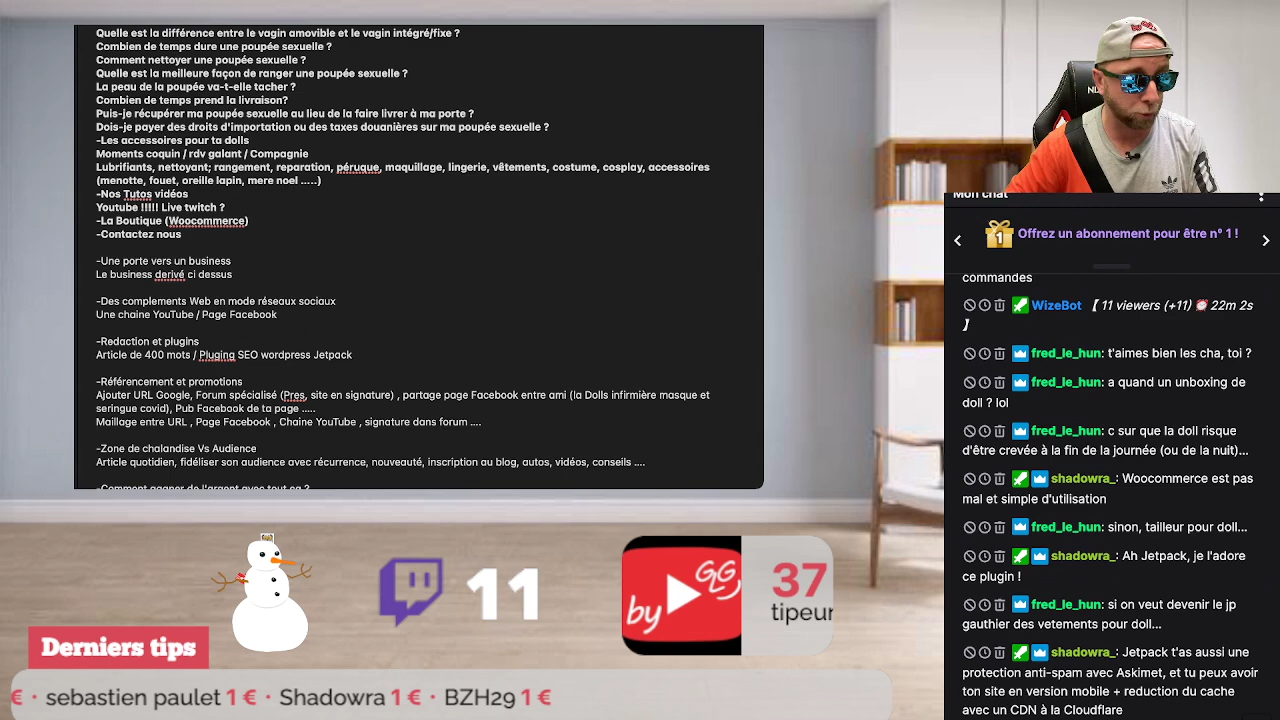 Quelle est la différence entre le vagin amovible et le vagin intégré/fixe ?
Combien de temps dure une poupée sexuelle ?
Comment nettoyer une poupée sexuelle ?
Quelle est la meilleure façon de ranger une poupée sexuelle ?
La peau de la poupée va-t-elle tacher ?
Combien de temps prend la livraison?
Puis-je récupérer ma poupée sexuelle au lieu de la faire livrer à ma porte ?
Dois-je payer des droits d'importation ou des taxes douanières sur ma poupée sexuelle ?
-Les accessoires pour ta dolls
Moments coquin / rdv galant / Compagnie
Lubrifiants, nettoyant; rangement, reparation, péruque, maquillage, lingerie, vêtements, costume, cosplay, accessoires
(menotte, fouet, oreille lapin, mere noel .....)
-Nos Tutos vidéos
Youtube !!!!! Live twitch ?
-La Boutique (Woocommerce)
-Contactez nous
-Une porte vers un business
Le business derivé ci dessus
-Des complements Web en mode réseaux sociaux
Une chaine YouTube / Page Facebook
-Redaction et plugins
Article de 400 mots / Pluging SEO wordpress Jetpack
-Référencement et promotions
Ajouter URL Google, Forum spécialisé (Pres, site en signature) , partage page Facebook entre ami (la Dolls infirmière masque et
seringue covid), Pub Facebook de ta page .....
Maillage entre URL , Page Facebook , Chaine YouTube , signature dans forum ....
-Zone de chalandise Vs Audience
Article quotidien, fidéliser son audience avec récurrence, nouveauté, inscription au blog, autos, vidéos, conseils ....
-Comment gagner de l'argent avec tout ça ?
Mon chat
1 Offrez un abonnement pour être n° 1 !
commandes
WizeBot 【 11 viewers (+11) ⏰ 22m 2s
】
fred_le_hun: t'aimes bien les cha, toi ?
fred_le_hun: a quand un unboxing de
doll ? lol
fred_le_hun: c sur que la doll risque
d'être crevée à la fin de la journée (ou de la nuit)...
shadowra_: Woocommerce est pas
mal et simple d'utilisation
fred_le_hun: sinon, tailleur pour doll...
shadowra_: Ah Jetpack, je l'adore
ce plugin !
fred_le_hun: si on veut devenir le jp
gauthier des vetements pour doll...
shadowra_: Jetpack t'as aussi une
protection anti-spam avec Askimet, et tu peux avoir
ton site en version mobile + reduction du cache
avec un CDN à la Cloudflare
11
by GG
37
tipeur
Derniers tips
€ · sebastien paulet 1 € · Shadowra 1 € · BZH29 1 €